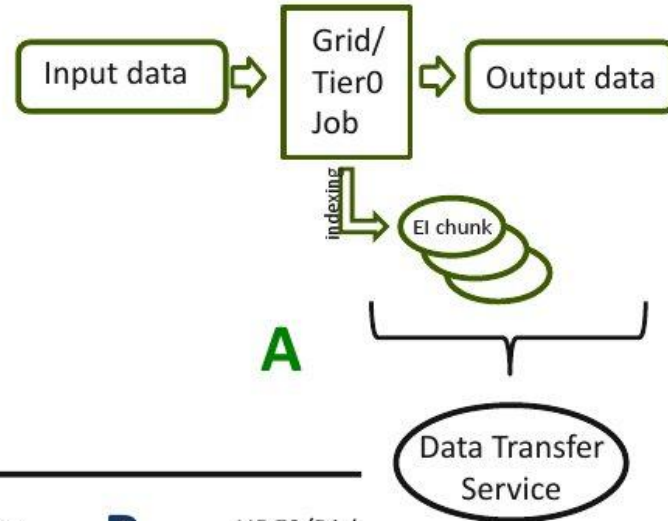 Input data
Grid/
Tier0
Job
Output data
indexing
EI chunk
A
Data Transfer
Service